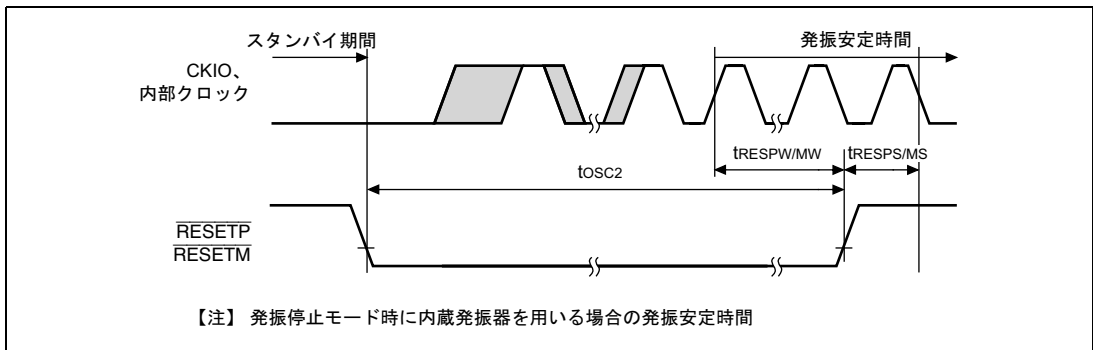 スタンバイ期間
発振安定時間
CKIO、
内部クロック
tRESPW/MW
tRESPS/MS
tOSC2
RESETP
RESETM
【注】 発振停止モード時に内蔵発振器を用いる場合の発振安定時間